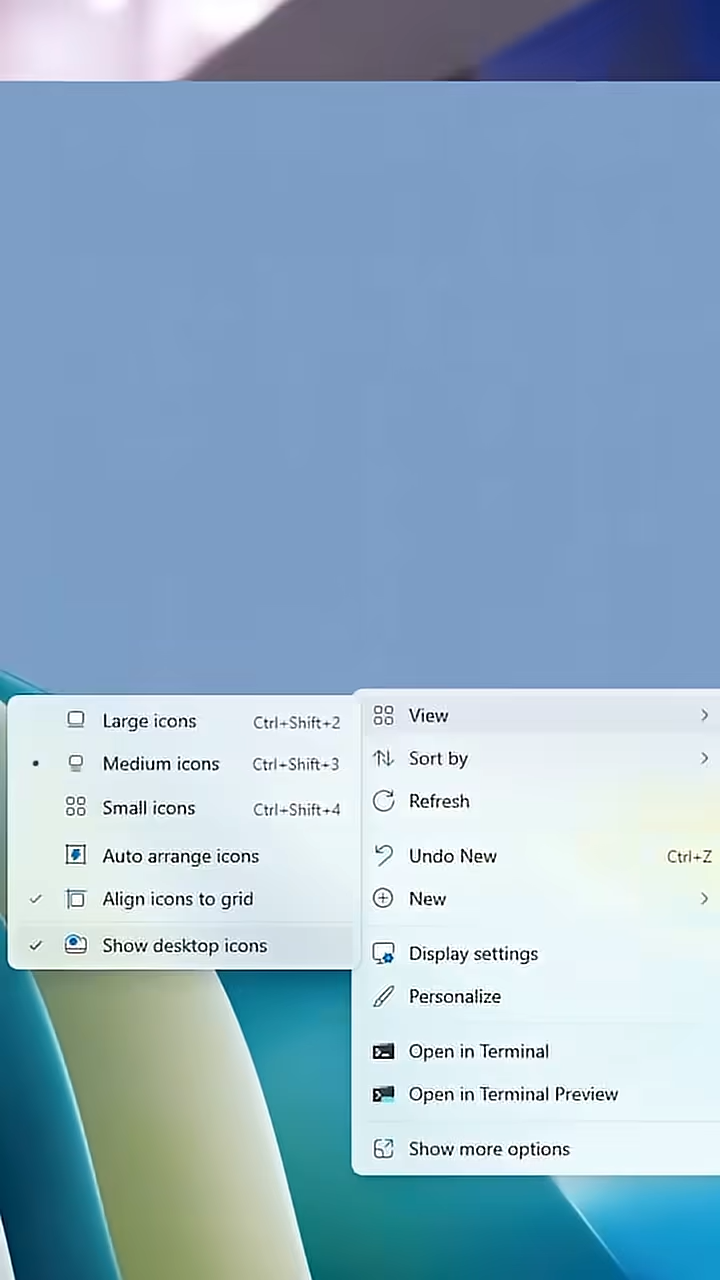 Large icons Ctrl+Shift+2
Medium icons Ctrl+Shift+3
Small icons Ctrl+Shift+4
Auto arrange icons
Align icons to grid
Show desktop icons
View
Sort by
Refresh
Undo New Ctrl+Z
New
Display settings
Personalize
Open in Terminal
Open in Terminal Preview
Show more options